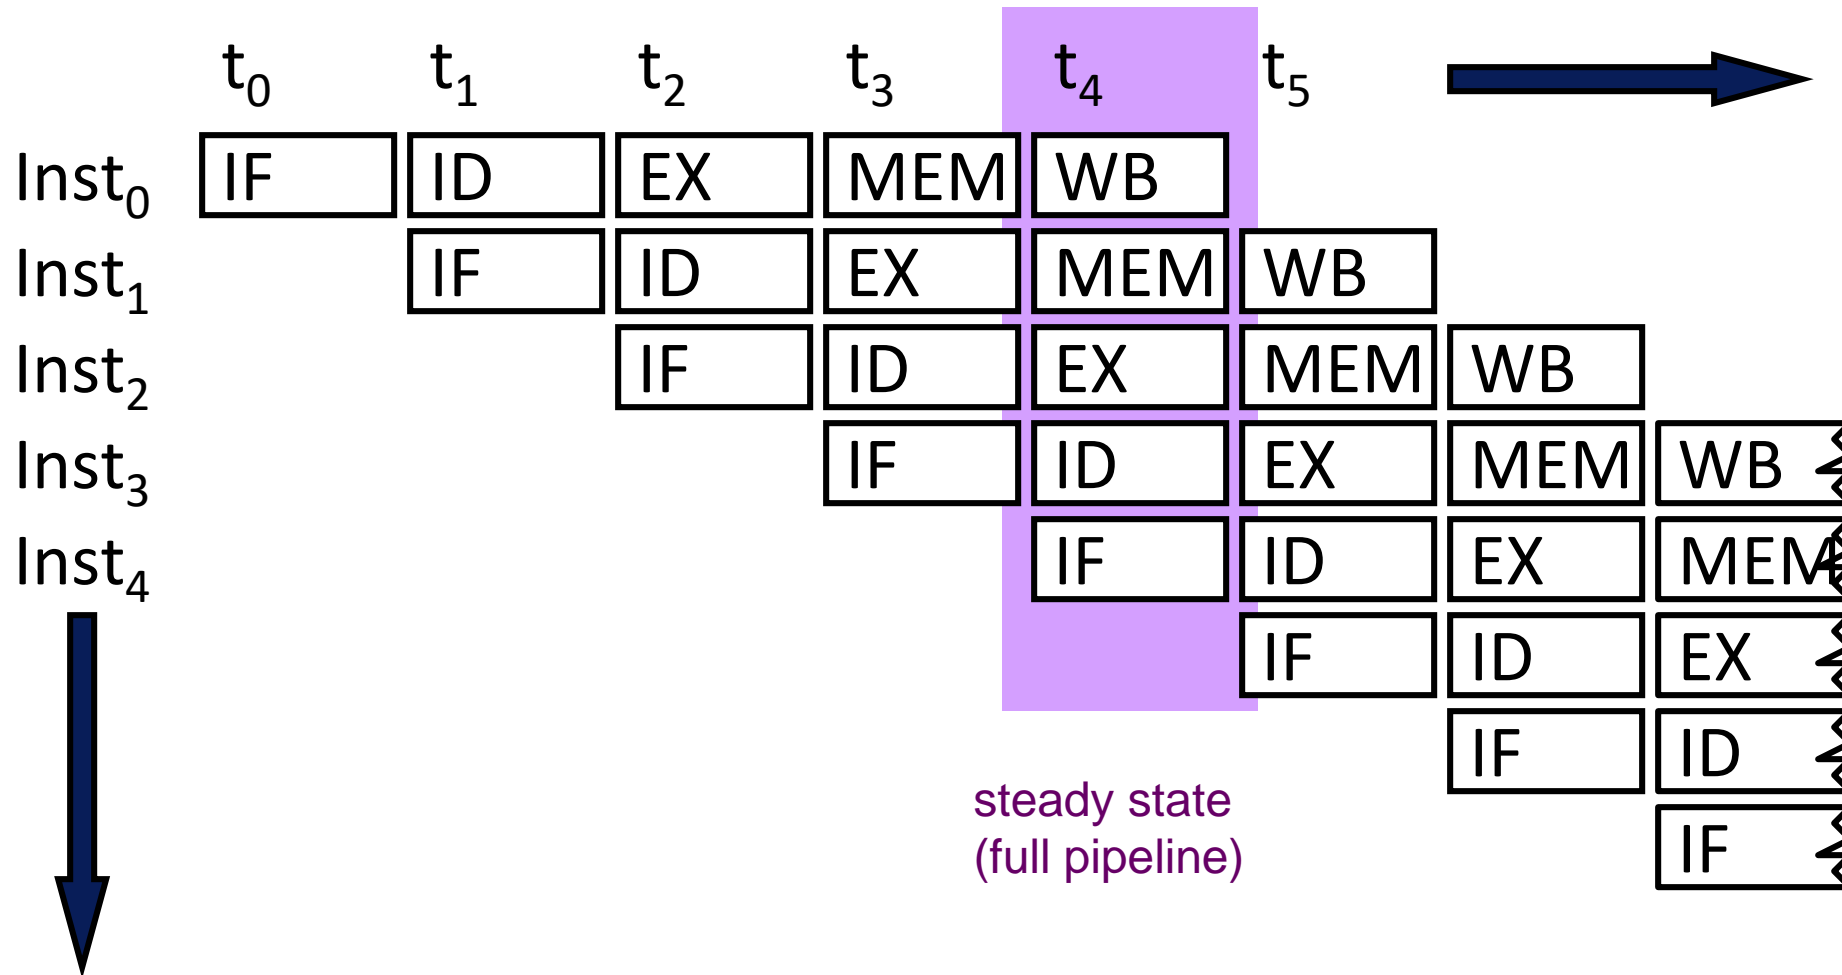 t0 t1 t2 t3 t4 t5
Inst0 IF ID EX MEM WB
Inst1 IF ID EX MEM WB
Inst2 IF ID EX MEM WB
Inst3 IF ID EX MEM WB
Inst4 IF ID EX MEM
IF ID EX
IF ID
steady state
(full pipeline)
IF